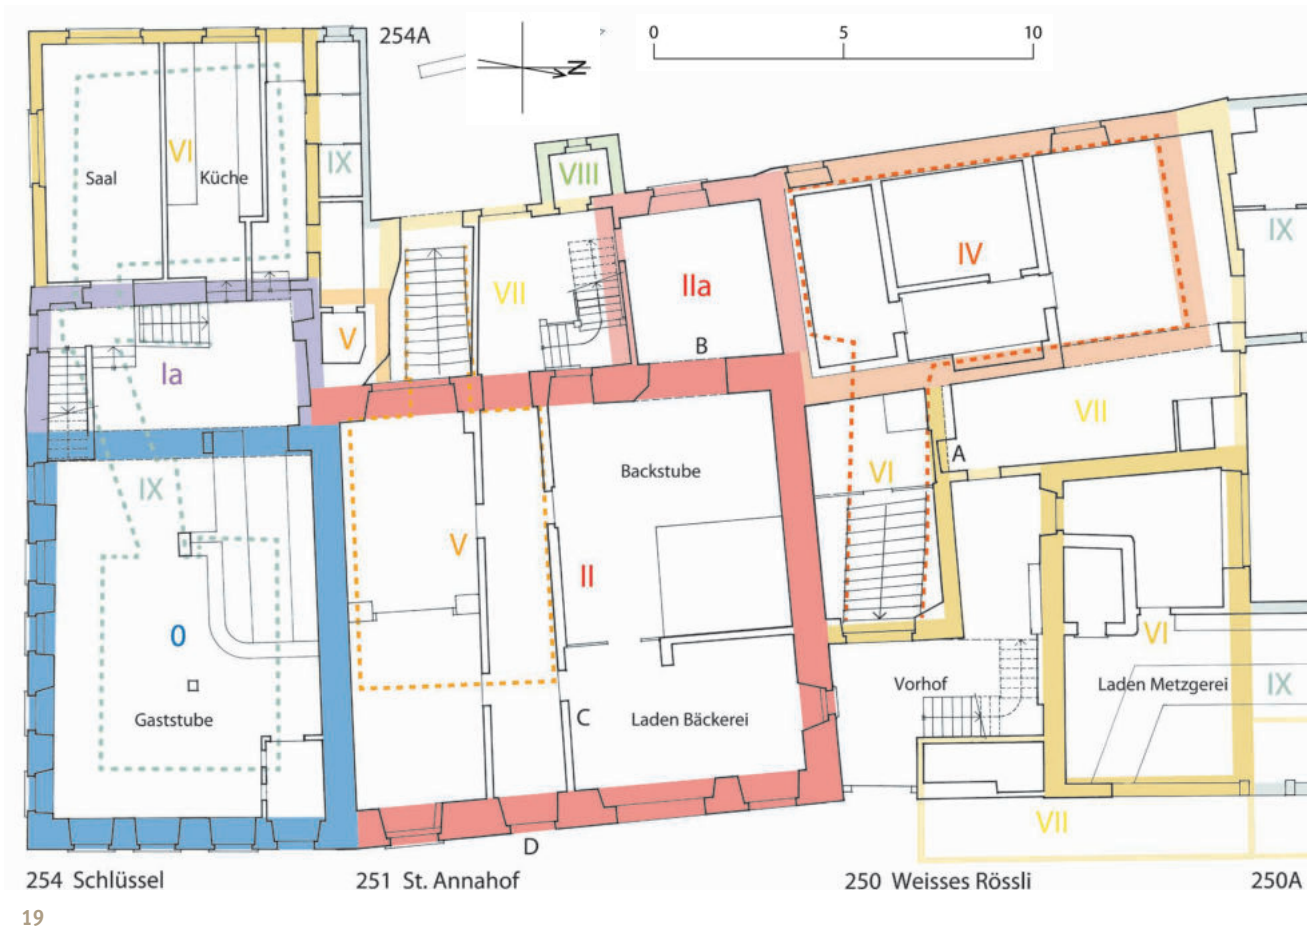 254A
N
0
5
10
Saal
VI
Küche
IX
VIII
IV
IX
VII
IIa
V
Ia
B
VII
Backstube
A
VI
IX
V
II
0
VI
Vorhof
Laden Metzgerei
IX
Gaststube
C
Laden Bäckerei
VII
D
254 Schlüssel
251 St. Annahof
250 Weisses Rössli
250A
19